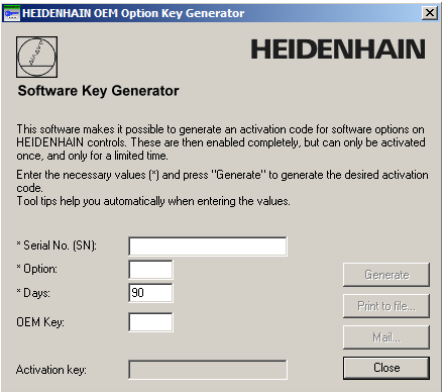 HEIDENHAIN OEM Option Key Generator
HEIDENHAIN
Software Key Generator
This software makes it possible to generate an activation code for software options on
HEIDENHAIN controls. These are then enabled completely, but can only be activated
once, and only for a limited time.
Enter the necessary values (*) and press "Generate" to generate the desired activation
code.
Tool tips help you automatically when entering the values.
* Serial No. (SN):
* Option:
* Days: 90
OEM Key:
Activation key:
Generate
Print to file...
Mail...
Close